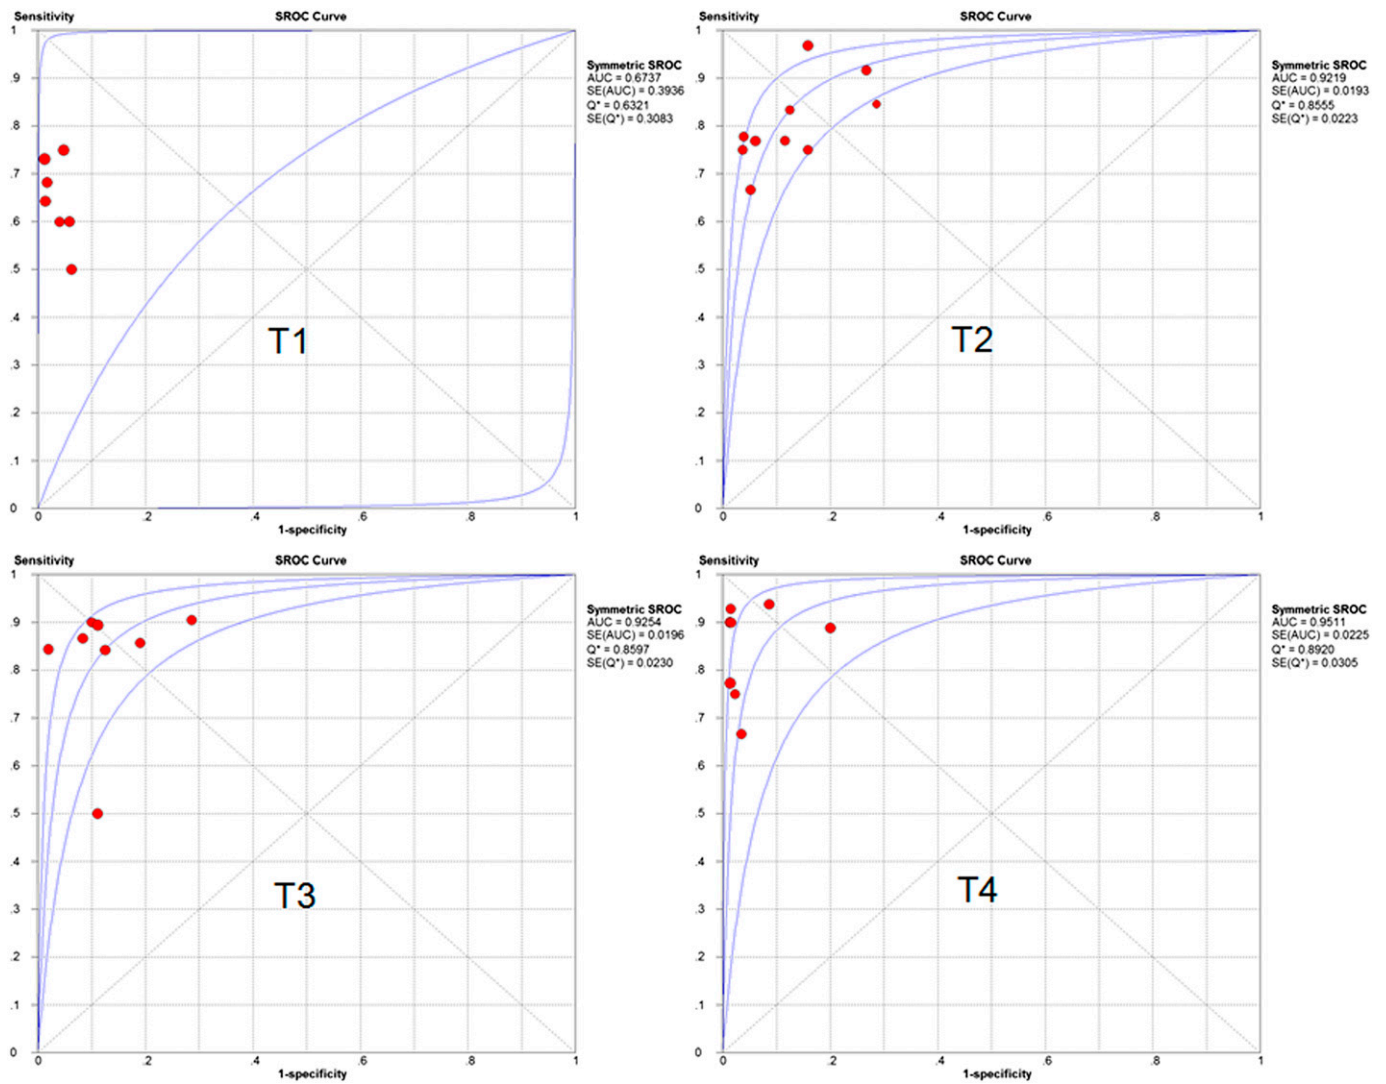 Sensitivity
SROC Curve
1
.9
.8
.7
.6
.5
.4
.3
.2
.1
0
0
.2
.4
.6
.8
1
1-specificity
T1
Symmetric SROC
AUC = 0.6737
SE(AUC) = 0.3936
Q* = 0.6321
SE(Q*) = 0.3083
Sensitivity
SROC Curve
1
.9
.8
.7
.6
.5
.4
.3
.2
.1
0
0
.2
.4
.6
.8
1
1-specificity
T2
Symmetric SROC
AUC = 0.9219
SE(AUC) = 0.0193
Q* = 0.8555
SE(Q*) = 0.0223
Sensitivity
SROC Curve
1
.9
.8
.7
.6
.5
.4
.3
.2
.1
0
0
.2
.4
.6
.8
1
1-specificity
T3
Symmetric SROC
AUC = 0.9254
SE(AUC) = 0.0196
Q* = 0.8597
SE(Q*) = 0.0230
Sensitivity
SROC Curve
1
.9
.8
.7
.6
.5
.4
.3
.2
.1
0
0
.2
.4
.6
.8
1
1-specificity
T4
Symmetric SROC
AUC = 0.9511
SE(AUC) = 0.0225
Q* = 0.8920
SE(Q*) = 0.0305